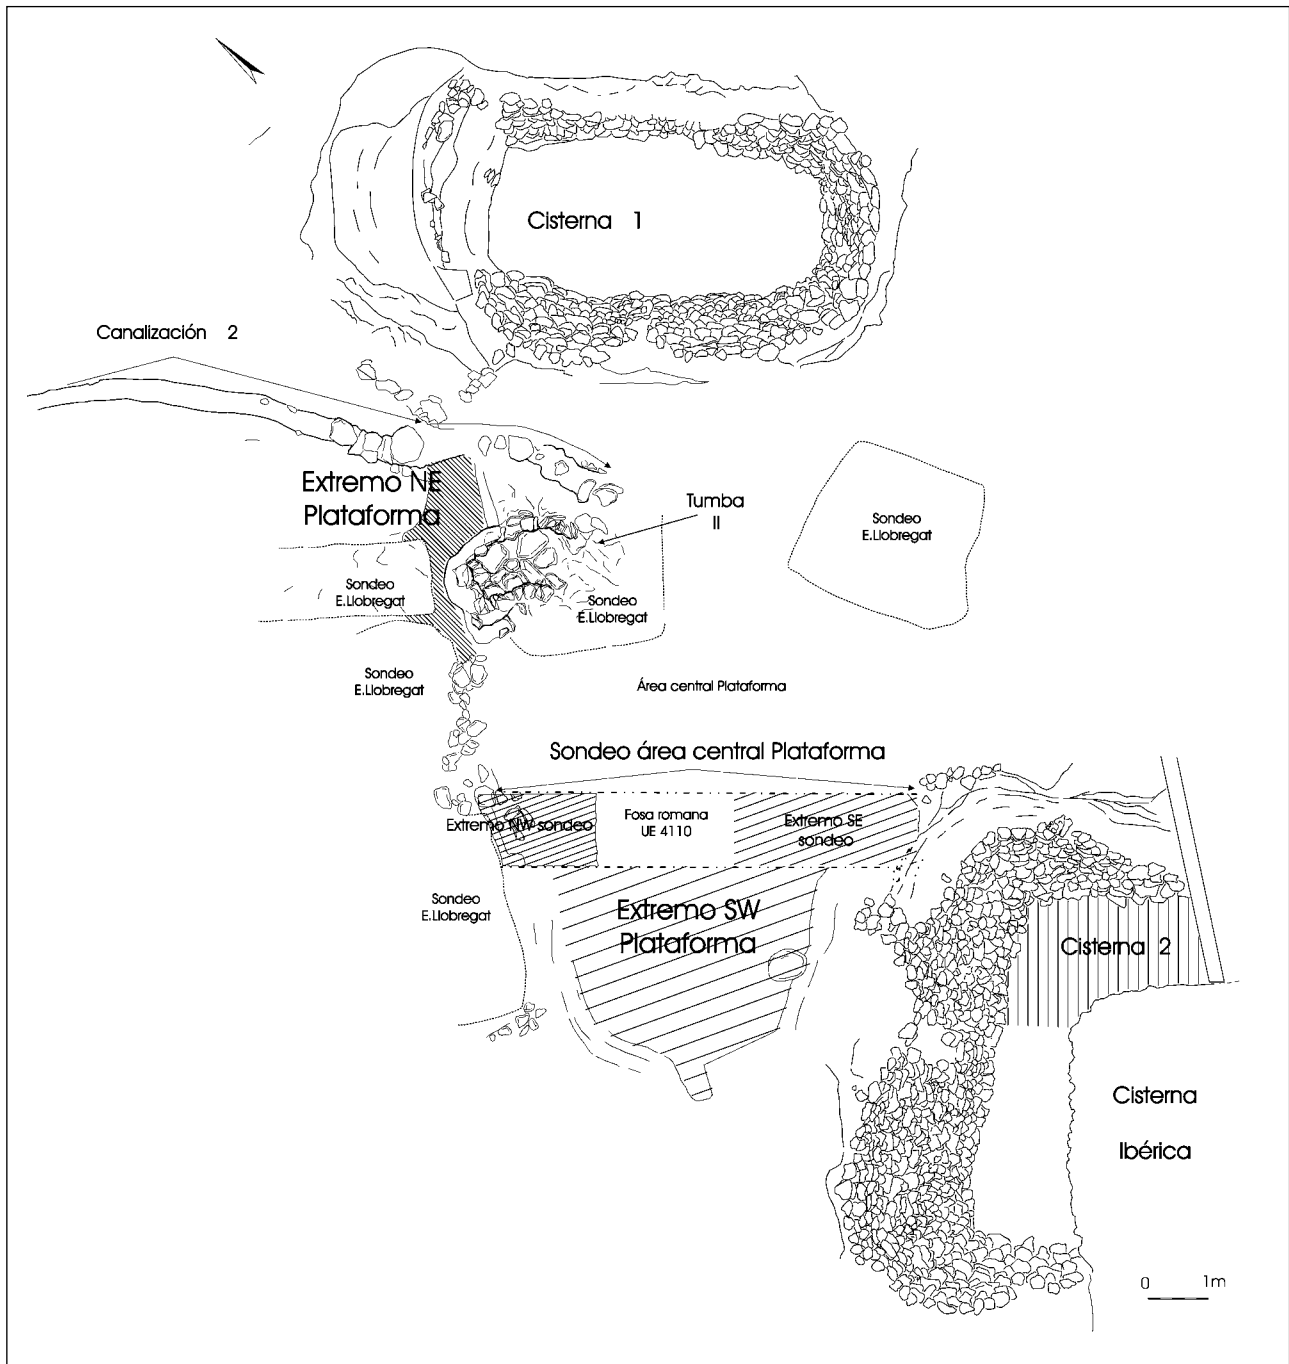 Cisterna 1
Canalización 2
Extremo NE
Plataforma
Tumba
II
Sondeo
E.Llobregat
Sondeo
E.Llobregat
Sondeo
E.Llobregat
Sondeo
E.Llobregat
Área central Plataforma
Sondeo área central Plataforma
Extremo NW sondeo
Fosa romana
UE 4110
Extremo SE
sondeo
Sondeo
E.Llobregat
Extremo SW
Plataforma
Cisterna 2
Cisterna
Ibérica
0 1m